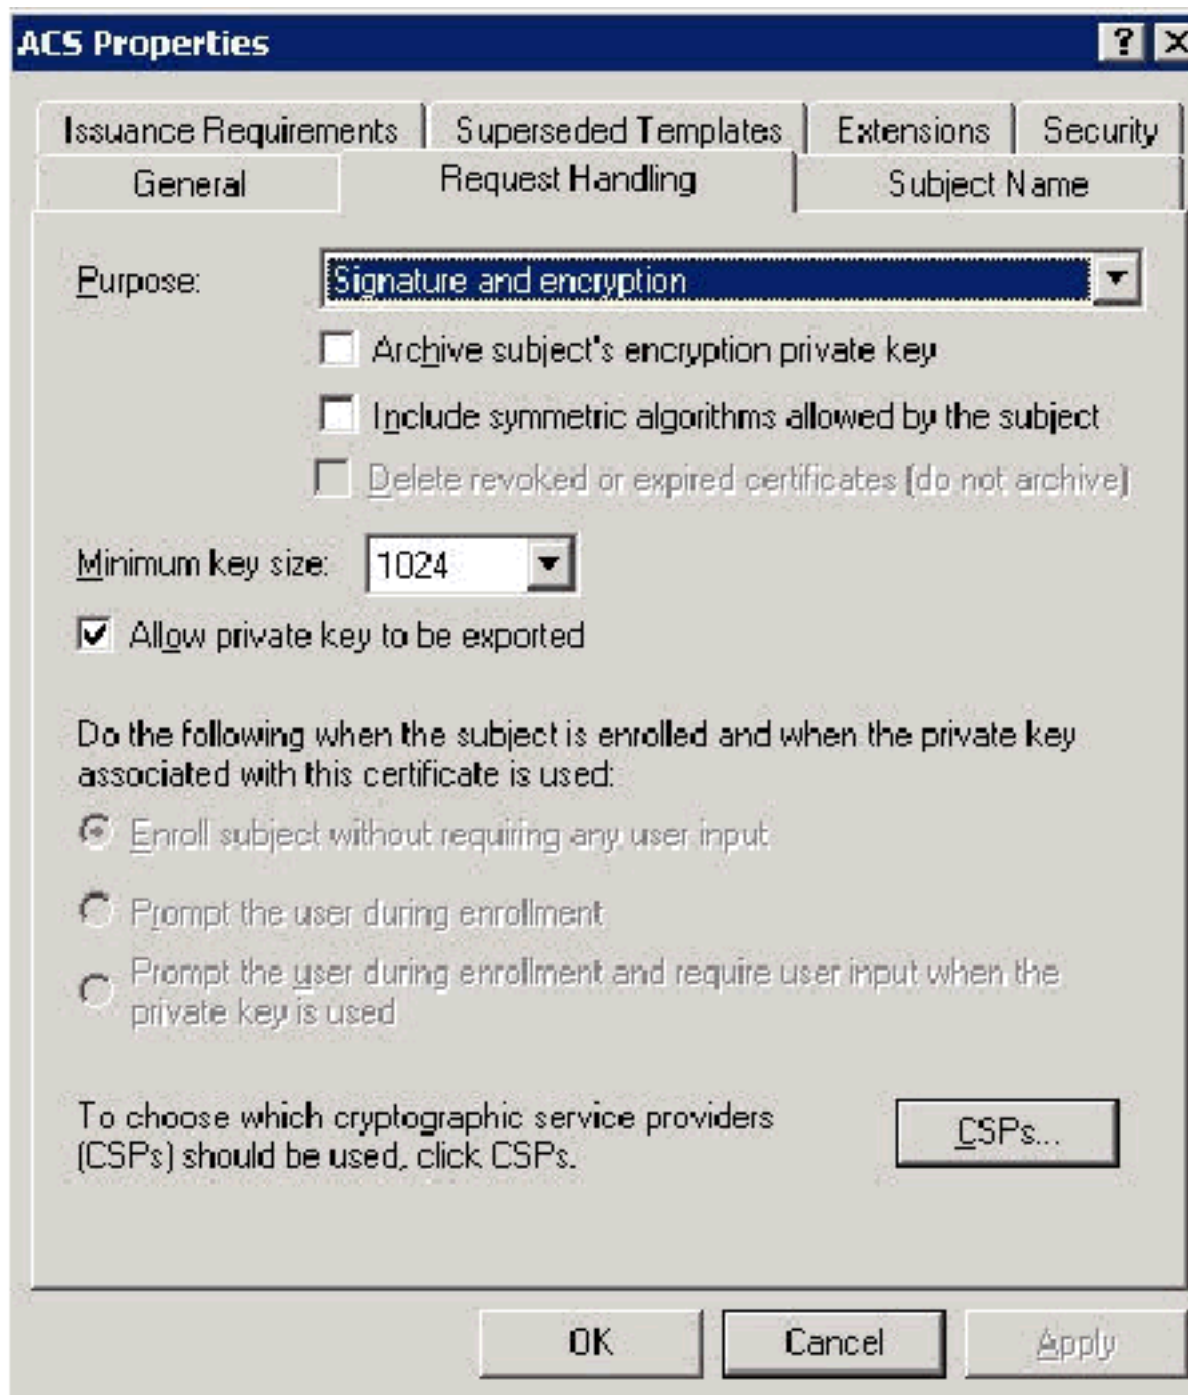 ACS Properties
Issuance Requirements
Superseded Templates
Extensions
Security
General
Request Handling
Subject Name
Purpose:
Signature and encryption
Archive subject's encryption private key
Include symmetric algorithms allowed by the subject
Delete revoked or expired certificates (do not archive)
Minimum key size:
1024
Allow private key to be exported
Do the following when the subject is enrolled and when the private key
associated with this certificate is used:
Enroll subject without requiring any user input
Prompt the user during enrollment
Prompt the user during enrollment and require user input when the
private key is used
To choose which cryptographic service providers
(CSPs) should be used, click CSPs.
CSPs...
OK
Cancel
Apply